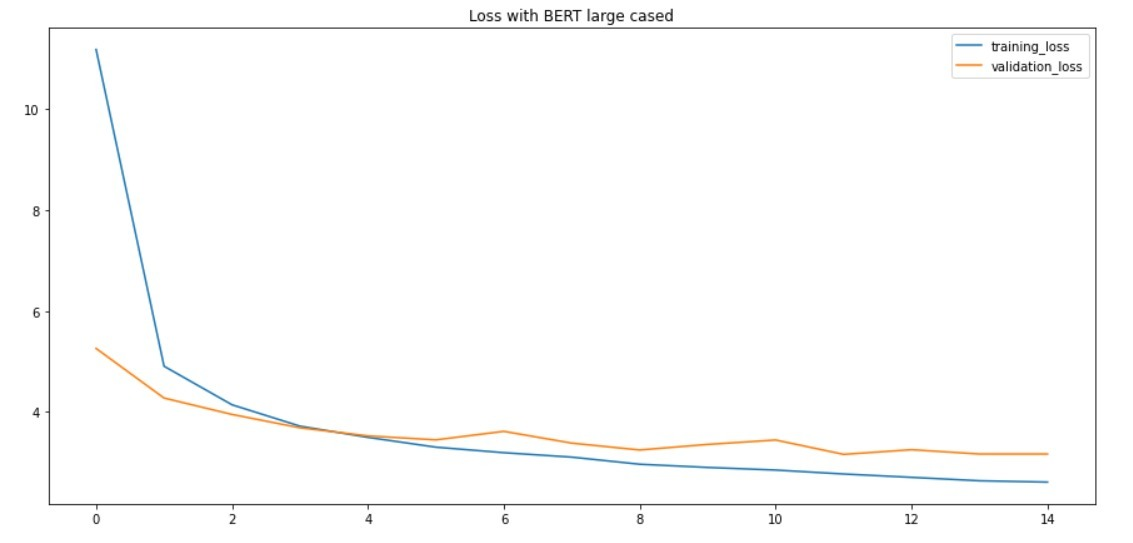 Loss with BERT large cased
training_loss
validation_loss
10
8
6
4
0 2 4 6 8 10 12 14